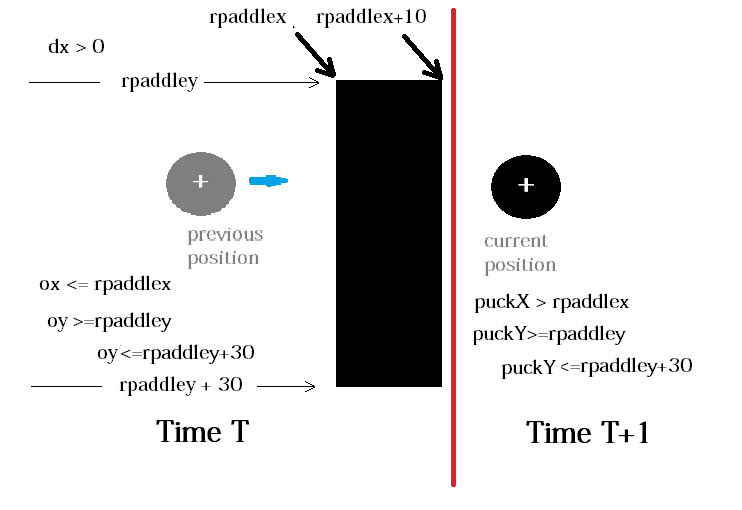 rpaddlex rpaddlex+10
dx > 0
rpaddley
previous
position
ox <= rpaddlex
oy >=rpaddley
oy<=rpaddley+30
rpaddley + 30
Time T
current
position
puckX > rpaddlex
puckY>=rpaddley
puckY <=rpaddley+30
Time T+1